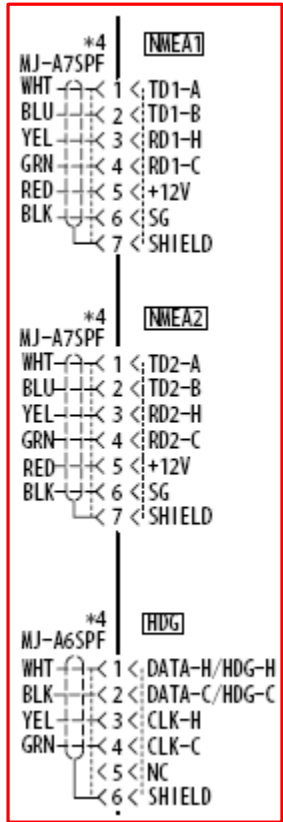 *4 NMEA1
MJ-A7SPF
WHT 1 TD1-A
BLU 2 TD1-B
YEL 3 RD1-H
GRN 4 RD1-C
RED 5 +12V
BLK 6 SG
7 SHIELD
*4 NMEA2
MJ-A7SPF
WHT 1 TD2-A
BLU 2 TD2-B
YEL 3 RD2-H
GRN 4 RD2-C
RED 5 +12V
BLK 6 SG
7 SHIELD
*4 HDG
MJ-A6SPF
WHT 1 DATA-H/HDG-H
BLK 2 DATA-C/HDG-C
YEL 3 CLK-H
GRN 4 CLK-C
5 NC
6 SHIELD